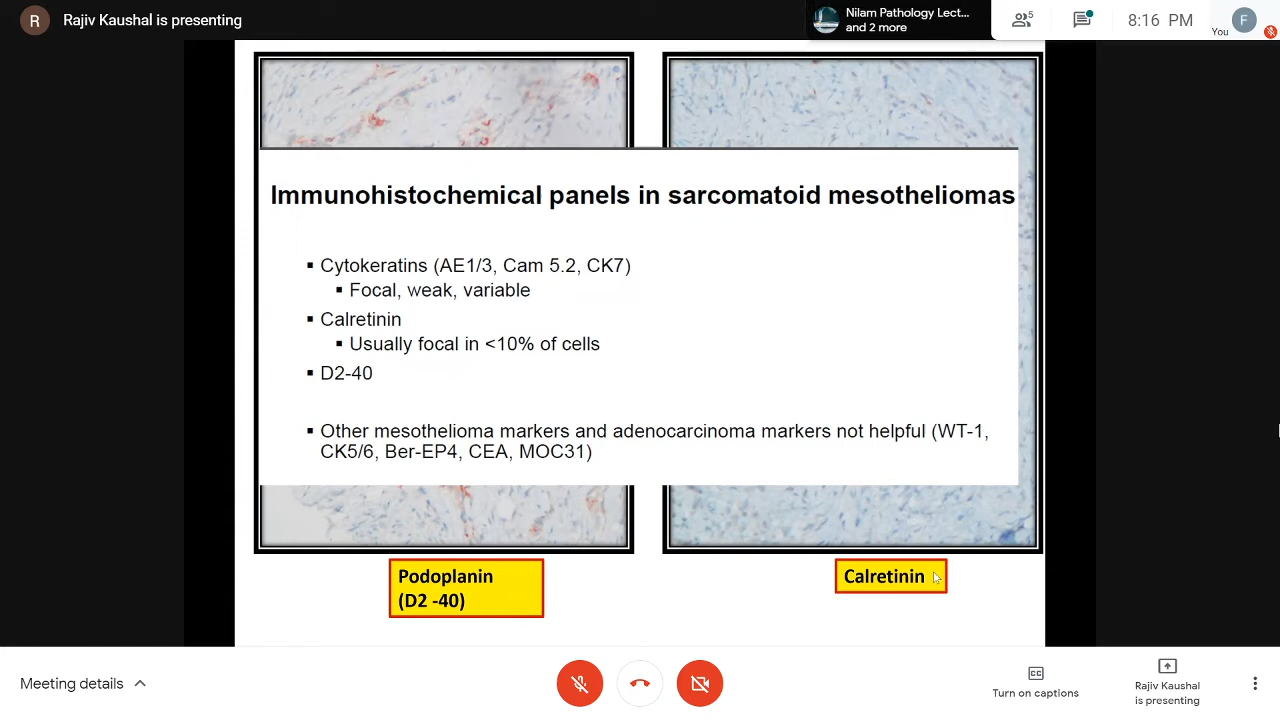 R
Rajiv Kaushal is presenting
Nilam Pathology Lect...
and 2 more
5
8:16 PM
You
F
Immunohistochemical panels in sarcomatoid mesotheliomas
▪ Cytokeratins (AE1/3, Cam 5.2, CK7)
▪ Focal, weak, variable
▪ Calretinin
▪ Usually focal in <10% of cells
▪ D2-40
▪ Other mesothelioma markers and adenocarcinoma markers not helpful (WT-1,
CK5/6, Ber-EP4, CEA, MOC31)
Podoplanin
(D2 -40)
Calretinin
Meeting details
CC
Turn on captions
Rajiv Kaushal
is presenting